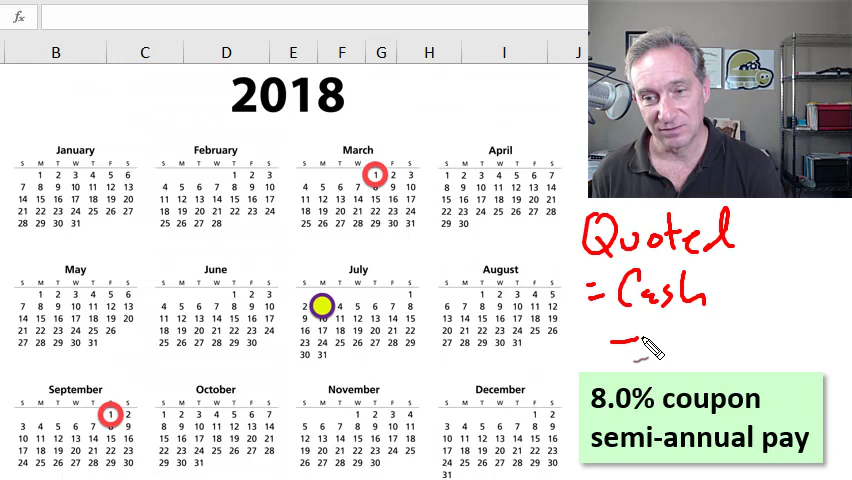 fx
B C D E F G H I J
2018
January
S M T W T F S
1 2 3 4 5 6
7 8 9 10 11 12 13
14 15 16 17 18 19 20
21 22 23 24 25 26 27
28 29 30 31
February
S M T W T F S
1 2 3
4 5 6 7 8 9 10
11 12 13 14 15 16 17
18 19 20 21 22 23 24
25 26 27 28
March
S M T W T F S
1 2 3
4 5 6 7 8 9 10
11 12 13 14 15 16 17
18 19 20 21 22 23 24
25 26 27 28 29 30 31
April
S M T W T F S
1 2 3 4 5 6 7
8 9 10 11 12 13 14
15 16 17 18 19 20 21
22 23 24 25 26 27 28
29 30
May
S M T W T F S
1 2 3 4 5 6
7 8 9 10 11 12 13
14 15 16 17 18 19 20
21 22 23 24 25 26
27 28 29 30 31
June
S M T W T F S
1 2 3
4 5 6 7 8 9 10
11 12 13 14 15 16 17
18 19 20 21 22 23 24
25 26 27 28 29 30
July
S M T W T F S
1
2 4 5 6 7 8
9 10 11 12 13 14 15
16 17 18 19 20 21 22
23 24 25 26 27 28 29
30 31
August
S M T W T F S
1 2 3 4 5
6 7 8 9 10 11 12
13 14 15 16 17 18 19
20 21 22 23 24 25 26
27 28 29 30 31
September
S M T W T F S
1 2
3 4 5 6 7 8 9
10 11 12 13 14 15 16
17 18 19 20 21 22 23
24 25 26 27 28 29 30
October
S M T W T F S
1 2 3 4 5 6 7
8 9 10 11 12 13 14
15 16 17 18 19 20 21
22 23 24 25 26 27 28
29 30 31
November
S M T W T F S
1 2 3 4
5 6 7 8 9 10 11
12 13 14 15 16 17 18
19 20 21 22 23 24 25
26 27 28 29 30
December
S M T W T F S
1 2
3 4 5 6 7 8 9
10 11 12 13 14 15 16
17 18 19 20 21 22 23
24 25 26 27 28 29 30
31
Quoted
= Cash
–
8.0% coupon
semi-annual pay